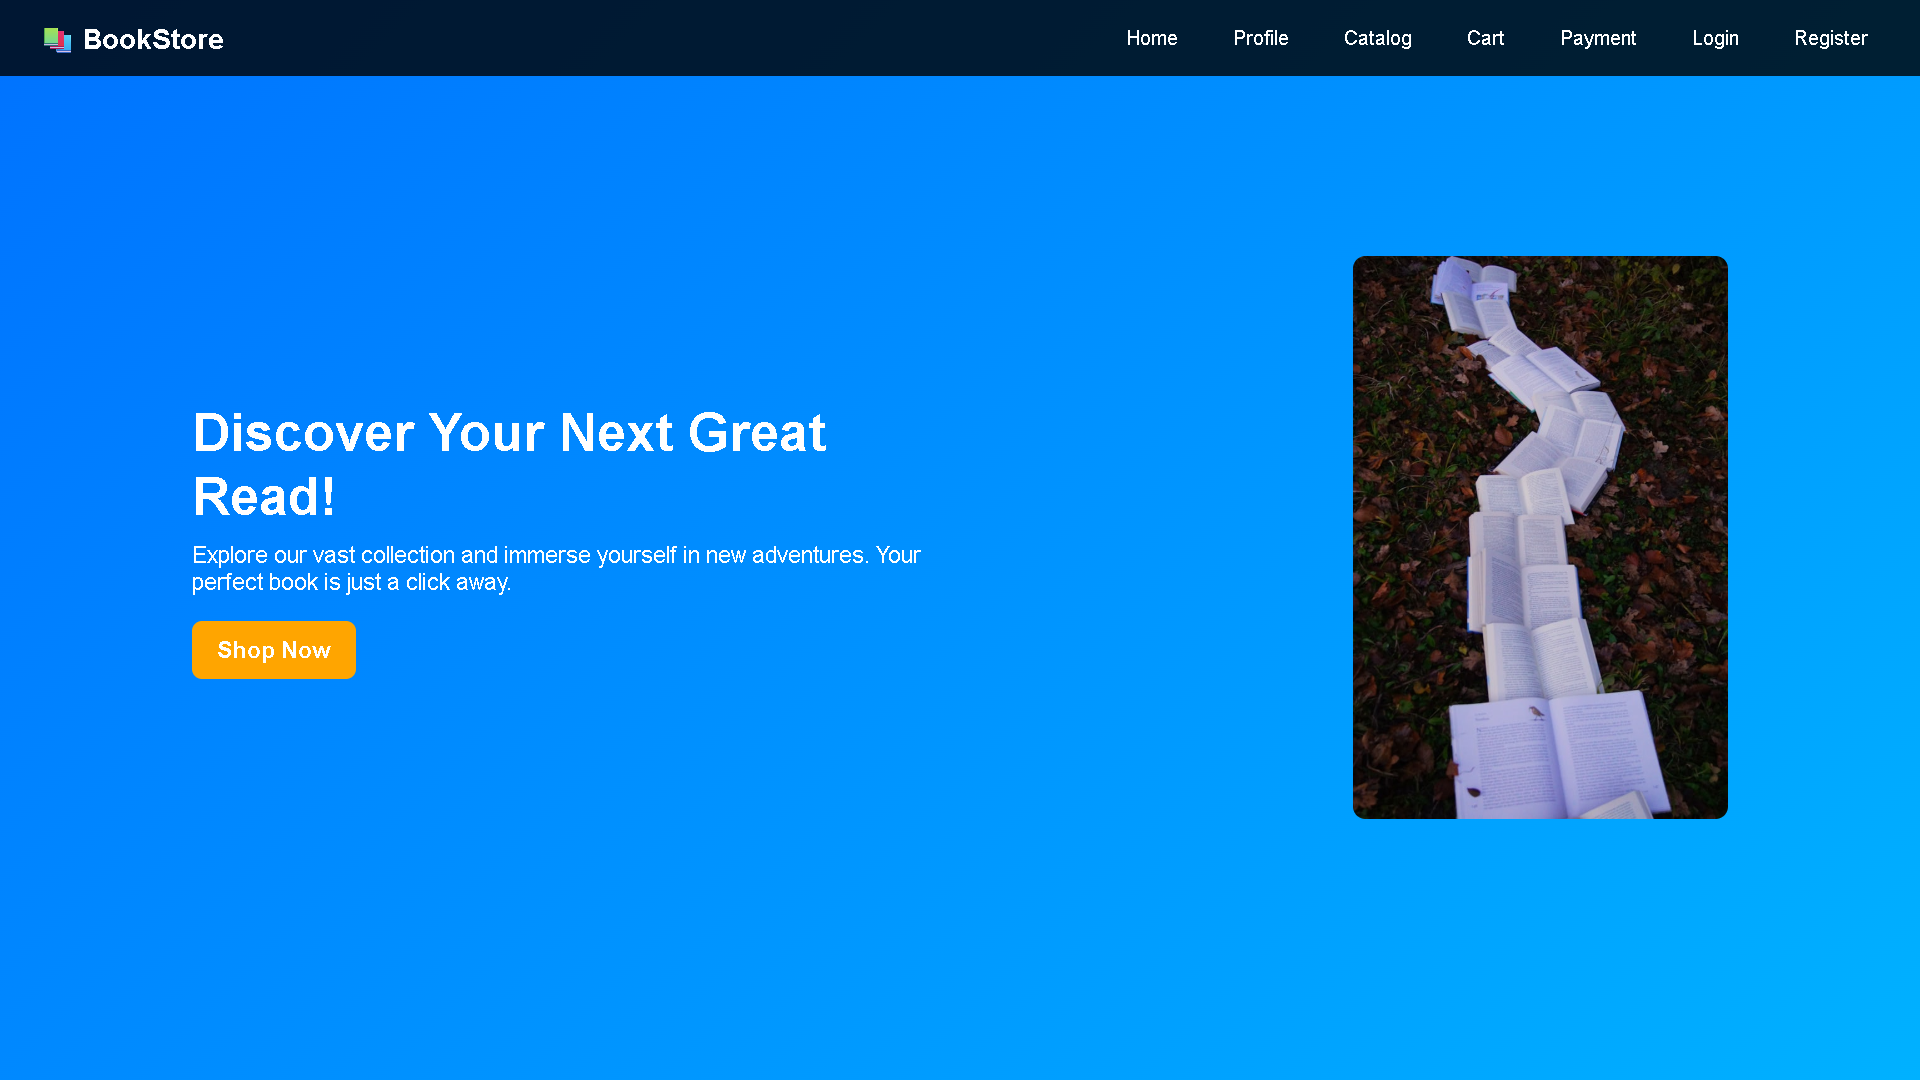 BookStore
Home Profile Catalog Cart Payment Login Register
Discover Your Next Great
Read!
Explore our vast collection and immerse yourself in new adventures. Your
perfect book is just a click away.
Shop Now